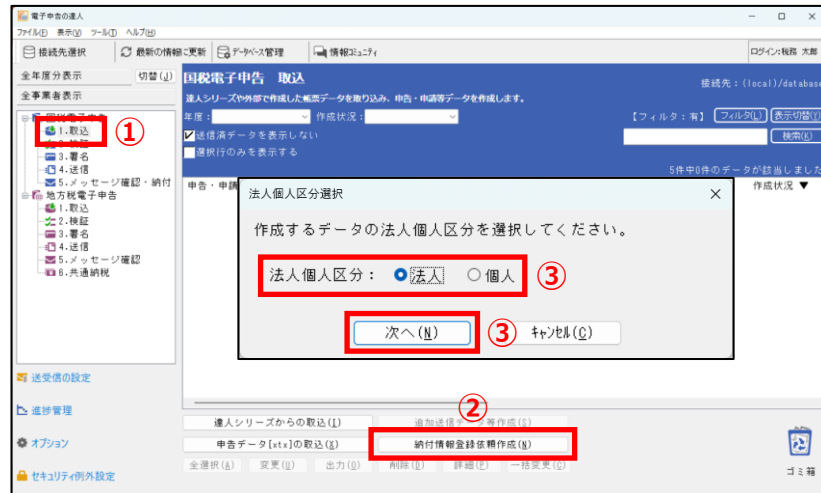 電子申告の達人
ファイル(F) 表示(V) ツール(T) ヘルプ(H)
接続先選択 最新の情報に更新 データベース管理 情報コミュニティ ログイン:税務 太郎
全年度分表示 切替(J)
全事業者表示
国税電子申告
1.取込
3.署名
4.送信
5.メッセージ確認・納付
地方税電子申告
1.取込
2.検証
3.署名
4.送信
5.メッセージ確認
6.共通納税
①
送受信の設定
進捗管理
オプション
セキュリティ例外設定
国税電子申告 取込
接続先:(local)/database
達人シリーズや外部で作成した帳票データを取り込み、申告・申請等データを作成します。
年度: 作成状況: 【フィルタ:有】 フィルタ(L) 表示切替(Y)
送信済データを表示しない 検索(K)
選択行のみを表示する
5件中0件のデータが該当しました
申告・申請 作成状況 ▼
法人個人区分選択
作成するデータの法人個人区分を選択してください。
法人個人区分: 法人 個人 ③
次へ(N) ③ キャンセル(C)
②
達人シリーズからの取込(I) 追加送信データ等作成(S)
申告データ[xtx]の取込(X) 納付情報登録依頼作成(N)
全選択(A) 変更(U) 出力(O) 削除(D) 詳細(P) 一括変更(C)
ゴミ箱